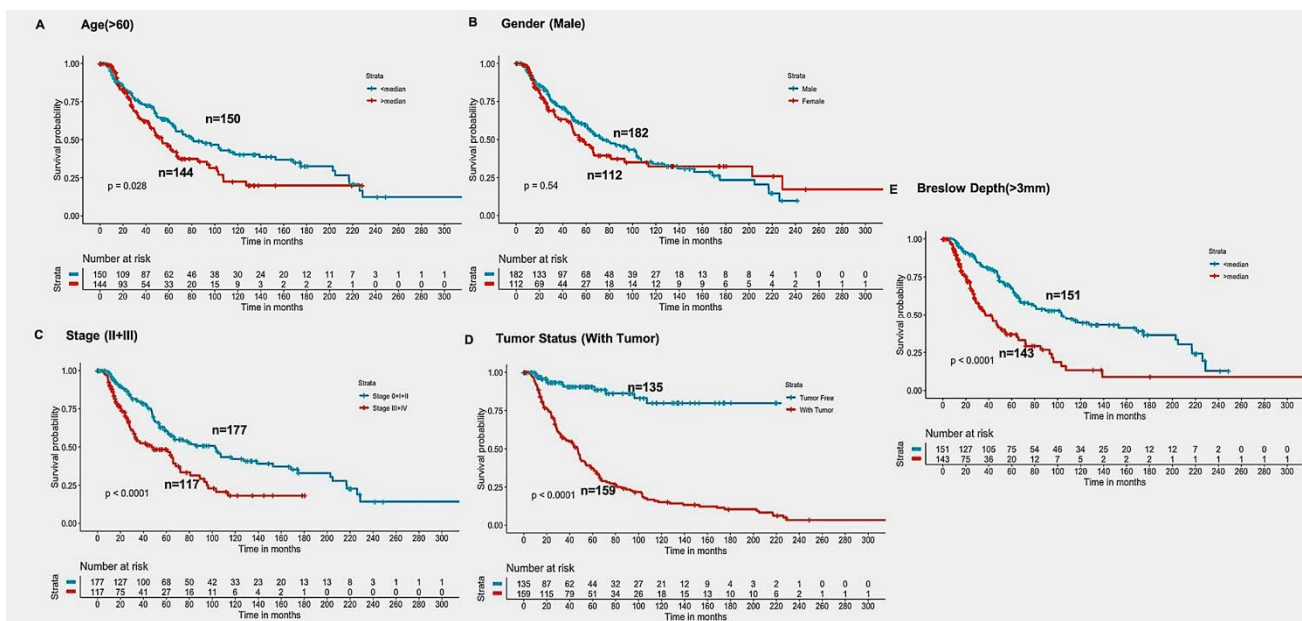 A Age(>60)
Strata
<median
>median
Survival probability
1.00
0.75
0.50
0.25
0.00
n=150
n=144
p = 0.028
0 20 40 60 80 100 120 140 160 180 200 220 240 260 280 300
Time in months
Number at risk
Strata
150 109 87 62 46 38 30 24 20 12 11 7 3 1 1 1
144 93 54 33 20 15 9 3 2 2 2 1 0 0 0 0
0 20 40 60 80 100 120 140 160 180 200 220 240 260 280 300
Time in months
B Gender (Male)
Strata
Male
Female
Survival probability
1.00
0.75
0.50
0.25
0.00
n=182
n=112
p = 0.54
0 20 40 60 80 100 120 140 160 180 200 220 240 260 280 300
Time in months
Number at risk
Strata
182 133 97 68 48 39 27 18 13 8 8 4 1 0 0 0
112 69 44 27 18 14 12 9 9 6 5 4 2 1 1 1
0 20 40 60 80 100 120 140 160 180 200 220 240 260 280 300
Time in months
C Stage (II+III)
Strata
Stage 0+I+II
Stage III+IV
Survival probability
1.00
0.75
0.50
0.25
0.00
n=177
n=117
p < 0.0001
0 20 40 60 80 100 120 140 160 180 200 220 240 260 280 300
Time in months
Number at risk
Strata
177 127 100 68 50 42 33 23 20 13 13 8 3 1 1 1
117 75 41 27 16 11 6 4 2 1 0 0 0 0 0 0
0 20 40 60 80 100 120 140 160 180 200 220 240 260 280 300
Time in months
D Tumor Status (With Tumor)
Strata
Tumor Free
With Tumor
Survival probability
1.00
0.75
0.50
0.25
0.00
n=135
n=159
p < 0.0001
0 20 40 60 80 100 120 140 160 180 200 220 240 260 280 300
Time in months
Number at risk
Strata
135 87 62 44 32 27 21 12 9 4 3 2 1 0 0 0
159 115 79 51 34 26 18 15 13 10 10 6 2 1 1 1
0 20 40 60 80 100 120 140 160 180 200 220 240 260 280 300
Time in months
E Breslow Depth(>3mm)
Strata
<median
>median
Survival probability
1.00
0.75
0.50
0.25
0.00
n=151
n=143
p < 0.0001
0 20 40 60 80 100 120 140 160 180 200 220 240 260 280 300
Time in months
Number at risk
Strata
151 127 105 75 54 46 34 25 20 12 12 7 2 0 0 0
143 75 36 20 12 7 5 2 2 2 1 1 1 1 1 1
0 20 40 60 80 100 120 140 160 180 200 220 240 260 280 300
Time in months